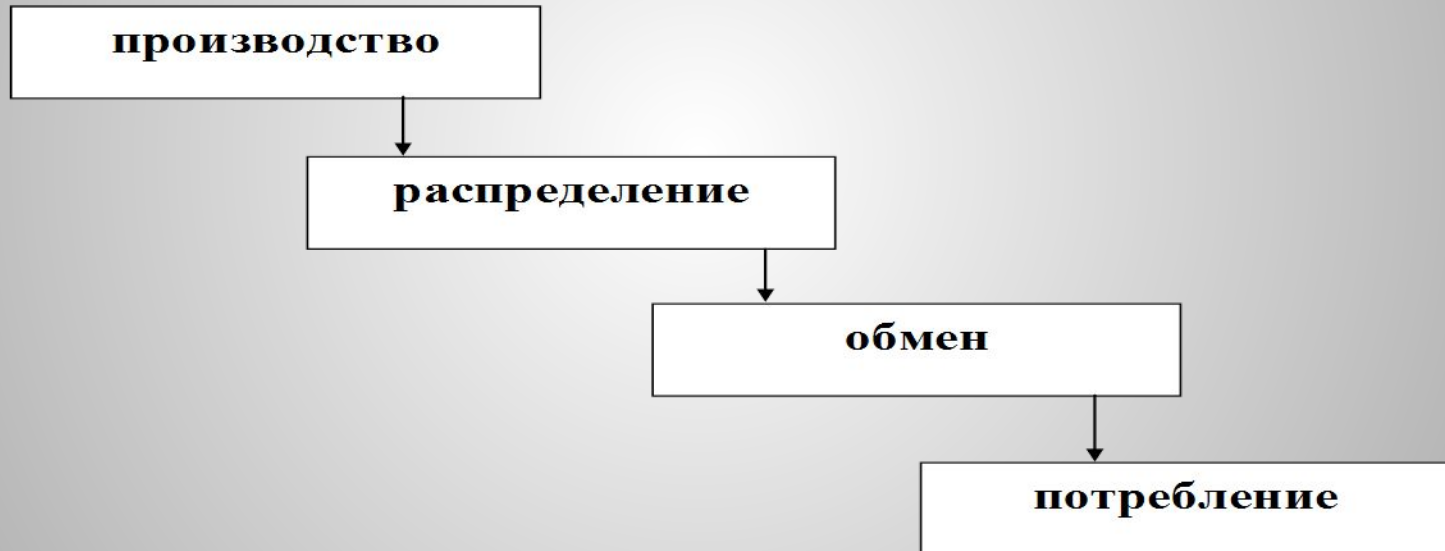 производство
распределение
обмен
потребление